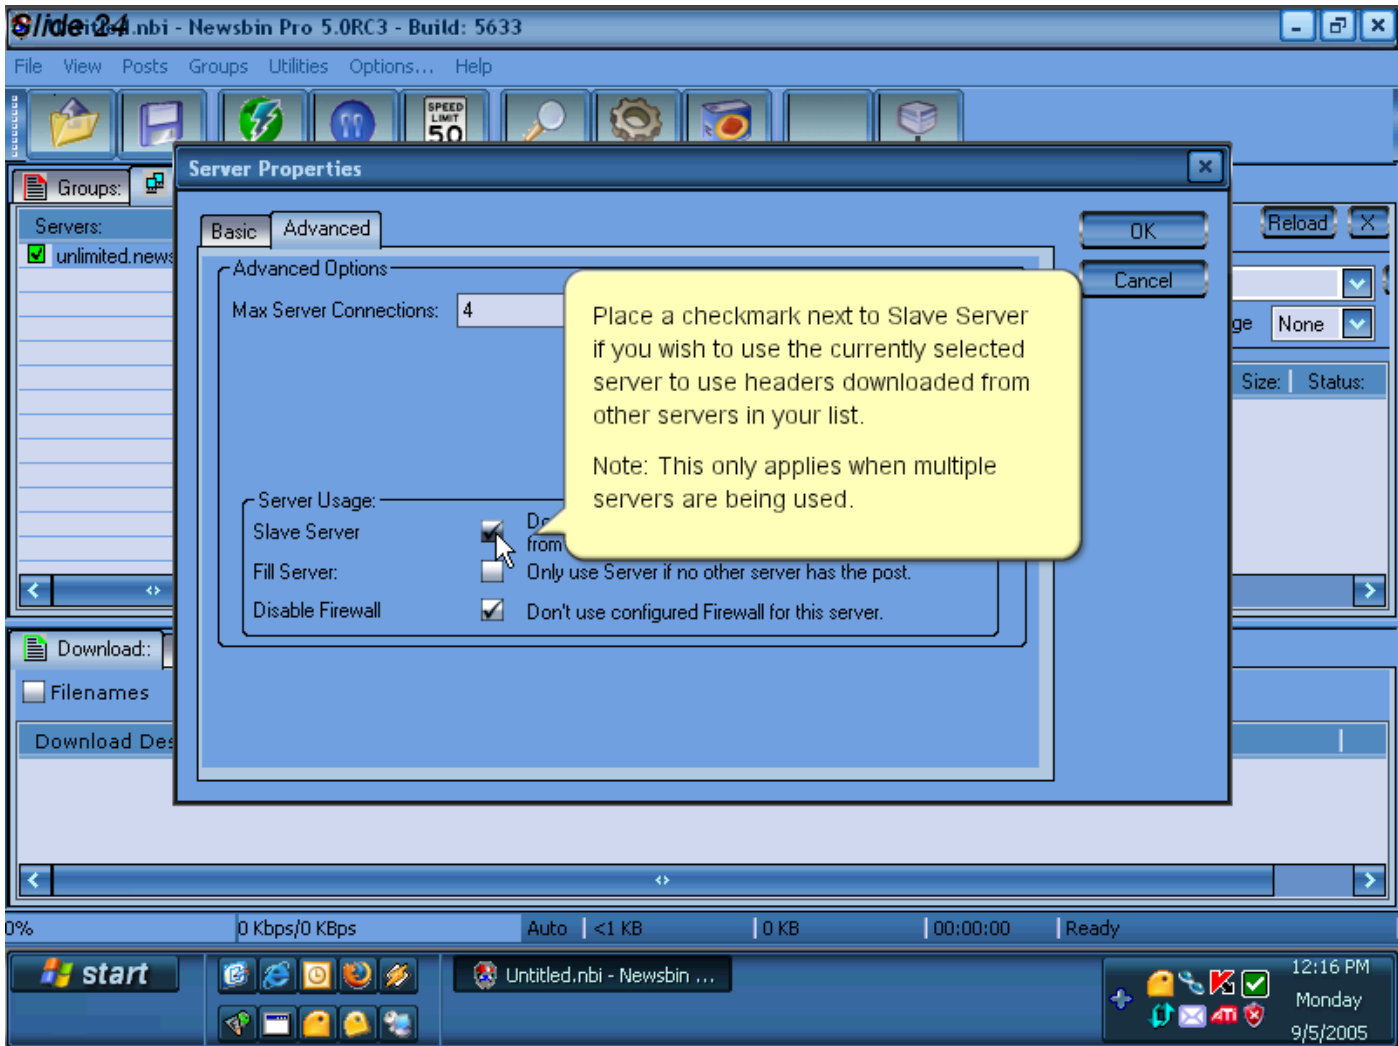 Slide 24
Untitled.nbi - Newsbin Pro 5.0RC3 - Build: 5633
File View Posts Groups Utilities Options... Help
SPEED
LIMIT
50
Server Properties
Groups:
Servers:
Basic Advanced
OK
Reload X
unlimited.news
Advanced Options
Cancel
Max Server Connections: 4
Place a checkmark next to Slave Server
if you wish to use the currently selected
server to use headers downloaded from
other servers in your list.
Note: This only applies when multiple
servers are being used.
ge None
Size: Status:
Server Usage:
Slave Server
from
Fill Server: Only use Server if no other server has the post.
Disable Firewall Don't use configured Firewall for this server.
Download::
Filenames
Download Des
0% 0 Kbps/0 KBps Auto <1 KB 0 KB 00:00:00 Ready
start Untitled.nbi - Newsbin ...
ATI
12:16 PM
Monday
9/5/2005